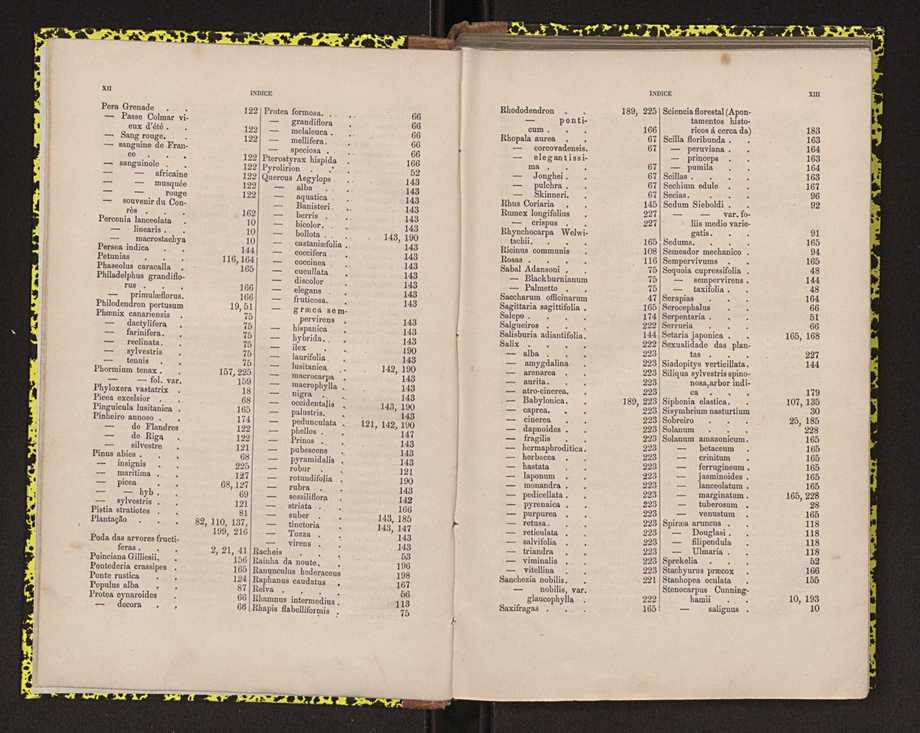 XII
INDICE
Pera Grenade . . 122
— Passe Colmar vi-
eux d'été . . 122
— Sang rouge. . 122
— sanguine de Fran-
ce . . . 122
— sanguinole . . 122
— — africaine 122
— — musquée 122
— — rouge 122
— souvenir du Con-
rès . . . 162
Perconia lanceolata . 10
— linearis . . 10
— macrostachya 10
Persea indica . . 144
Petunias . . . 116, 164
Phaseolus caracalla . 165
Philadelphus grandiflo-
rus . . . 166
— primulæflorus. 166
Philodendron pertusum 19, 51
Phœnix canariensis . 75
— dactylifera . 75
— farinifera. . 75
— reclinata. . 75
— sylvestris . 75
— tenuis . 75
Phormium tenax . . 157, 225
— — fol. var. 159
Phyloxera vastatrix . 18
Picea excelsior . . 68
Pinguicula lusitanica . 165
Pinheiro annoso . . 174
— de Flandres 122
— de Riga . 122
— silvestre . 121
Pinus abies . . . 68
— insignis . . 225
— maritima . . 127
— picea . . 68, 127
— — hyb . . 69
— sylvestris . . 121
Pistia stratiotes . . 81
Plantação . . 82, 110, 137,
199, 216
Poda das arvores fructi-
feras . . . 2, 21, 41
Poinciana Gilliesii. . 156
Pontederia crassipes . 165
Ponte rustica . . 124
Populus alba . . 87
Protea cynaroides . 66
— decora . . 66
Protea formosa. . . 66
— grandiflora . 66
— melaleuca . . 66
— mellifera. . 66
— speciosa . . 66
Pterostyrax hispida . 166
Pyrolirion . . . 52
Quercus Aegylops . 143
— alba . . 143
— aquatica . 143
— Banisteri . 143
— berris . . 143
— bicolor. . 143
— bollota . . 143, 190
— castaniæfolia . 143
— coccifera . 143
— coccinea . 143
— cucullata . 143
— discolor . 143
— elegans . 143
— fruticosa. . 143
— græca sem-
pervirens . 143
— hispanica . 143
— hybrida. . 143
— ilex . . 190
— laurifolia . 143
— lusitanica . 142, 190
— macrocarpa 143
— macrophylla . 143
— nigra . . 143
— occidentalis . 143, 190
— palustris. . 143
— pedunculata . 121, 142, 190
— phellos . . 147
— Prinos . . 143
— pubescens . 143
— pyramidalis . 143
— robur . . 121
— rotundifolia . 190
— rubra . . 143
— sessiliflora . 142
— striata . . 166
— suber . . 143, 185
— tinctoria . 143, 147
— Tozza . . 143
— virens . . 143
Racheis . . . 53
Rainha da noute. . 196
Ranunculus hederaceus 198
Raphanus caudatus . 167
Relva . . . . 56
Rhamnus intermedius . 113
Rhapis flabelliformis . 75
INDICE
XIII
Rhododendron . . 189, 225
— ponti-
cum . . . 166
Rhopala aurea . . 67
— corcovadensis. 67
— elegantissi-
ma . . 67
— Jonghei . . 67
— pulchra . . 67
— Skinneri. . 67
Rhus Coriaria . . 145
Rumex longifolius 227
— crispus . 227
Rhynchocarpa Welwi-
tschii. . . . 165
Ricinus communis 108
Rosas . . . . 116
Sabal Adansoni . . 75
— Blackburnianum 75
— Palmetto . . 75
Saccharum officinarum 47
Sagittaria sagittifolia . 165
Salepo . . . . 174
Salgueiros . . . 222
Salisburia adiantifolia. 144
Salix . . . . 222
— alba . . . 223
— amygdalina . 223
— arenarea . . 223
— aurita. . . 223
— atro-cinerea. . 223
— Babylonica. . 189, 223
— caprea. . . 223
— cinerea . . 223
— dapnoides . . 223
— fragilis . . 223
— hermaphroditica. 223
— herbacea . . 223
— hastata . . 223
— laponum . . 223
— monandra . . 223
— pedicellata . . 223
— pyrenaica . . 223
— purpurea . . 223
— retusa. . . 223
— reticulata . . 223
— salvifolia . . 223
— triandra . . 223
— viminalis . . 223
— vitellina . . 223
Sanchezia nobilis. . 221
— nobilis, var.
glaucophylla . 222
Saxifragas . . . 165
Sciencia florestal (Apon-
tamentos histo-
ricos á cerca da) 183
Scilla floribunda . . 163
— peruviana . . 164
— princeps . . 163
— pumila . . 164
Scillas . . . . 163
Sechium edule . . 167
Secias. . . . 96
Sedum Sieboldi . . 92
— — var. fo-
liis medio varie-
gatis. . . 91
Sedums. . . . 165
Semeador mechanico . 94
Sempervivums . . 165
Sequoia cupressifolia . 48
— sempervirens . 144
— taxifolia . . 48
Serapias . . . 164
Serocephalus . . 66
Serpentaria. . . 51
Serruria . . . 66
Setaria japonica . . 165, 168
Sexualidade das plan-
tas . . . 227
Siadopitys verticillata. 144
Siliqua sylvestris spino-
nosa, arbor indi-
ca . . . 179
Siphonia elastica. . 107, 135
Sisymbrium nasturtium 30
Sobreiro . . . 25, 185
Solanum . . . 228
Solanum amazonicum. 165
— betaceum . 165
— crinitum . 165
— ferrugineum . 165
— jasminoides . 165
— lanceolatum . 165
— marginatum . 165, 228
— tuberosum . 28
— venustum . 165
Spiræa aruncus . . 118
— Douglasi . . 118
— filipendula . 118
— Ulmaria . . 118
Sprekelia . . . 52
Stachyurus præcox . 166
Stanhopea oculata . 155
Stenocarpus Cunning-
hamii . . 10, 193
— salignus . 10